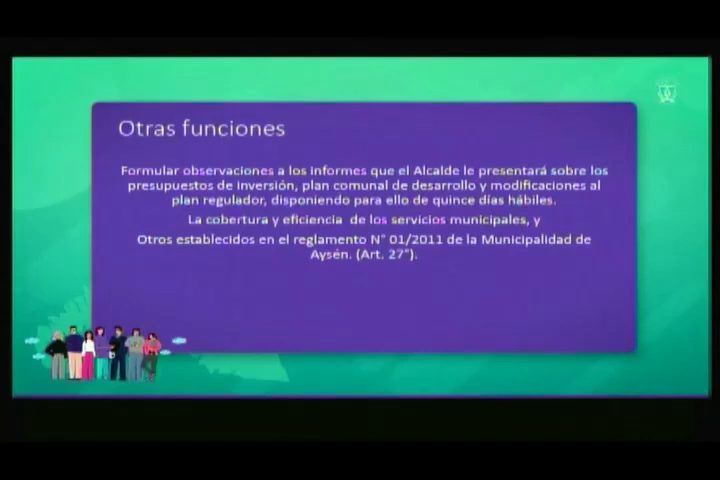 Otras funciones
Formular observaciones a los informes que el Alcalde le presentará sobre los
presupuestos de inversión, plan comunal de desarrollo y modificaciones al
plan regulador, disponiendo para ello de quince días hábiles.
La cobertura y eficiencia de los servicios municipales, y
Otros establecidos en el reglamento N° 01/2011 de la Municipalidad de
Aysén. (Art. 27°).